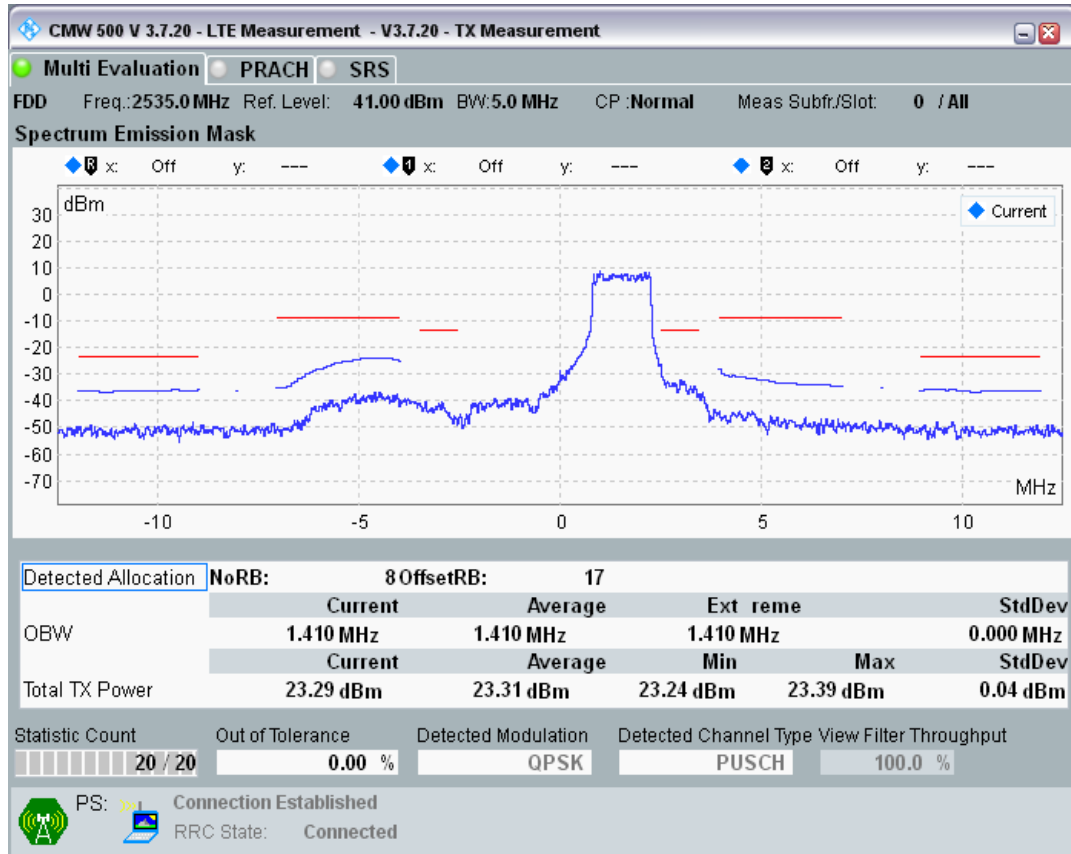 CMW 500 V 3.7.20 - LTE Measurement - V3.7.20 - TX Measurement
Multi Evaluation PRACH SRS
FDD Freq.:2535.0 MHz Ref. Level: 41.00 dBm BW:5.0 MHz CP :Normal Meas Subfr./Slot: 0 / All
Spectrum Emission Mask
R x: Off y: --- 1 x: Off y: --- 2 x: Off y: ---
dBm
Current
30
20
10
0
-10
-20
-30
-40
-50
-60
-70
MHz
-10 -5 0 5 10
Detected Allocation NoRB: 8 OffsetRB: 17
Current Average Ext reme StdDev
OBW 1.410 MHz 1.410 MHz 1.410 MHz 0.000 MHz
Current Average Min Max StdDev
Total TX Power 23.29 dBm 23.31 dBm 23.24 dBm 23.39 dBm 0.04 dBm
Statistic Count Out of Tolerance Detected Modulation Detected Channel Type View Filter Throughput
20 / 20 0.00 % QPSK PUSCH 100.0 %
PS: Connection Established
RRC State: Connected